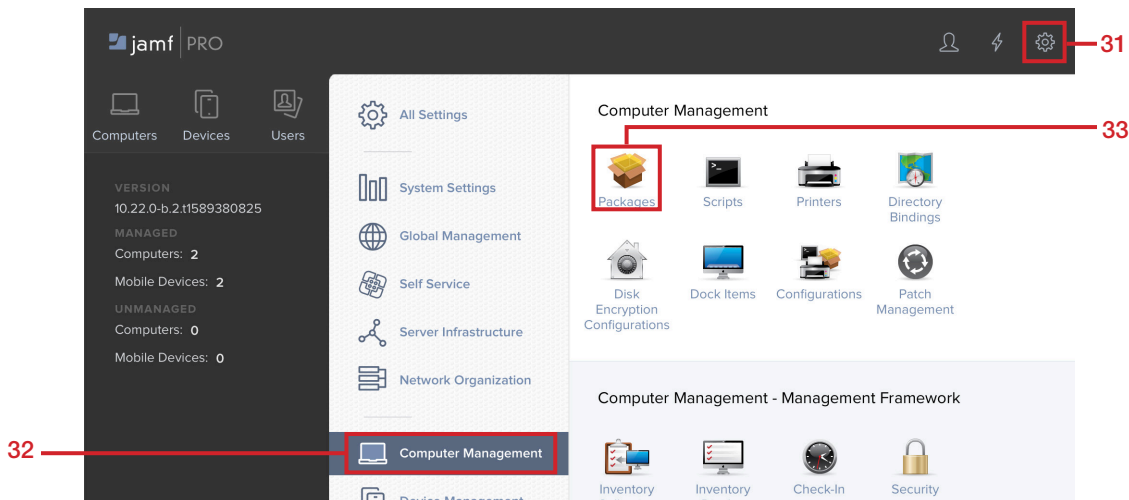 jamf PRO
31
Computers Devices Users
VERSION
10.22.0-b.2.t1589380825
MANAGED
Computers: 2
Mobile Devices: 2
UNMANAGED
Computers: 0
Mobile Devices: 0
All Settings
System Settings
Global Management
Self Service
Server Infrastructure
Network Organization
32
Computer Management
Device Management
Computer Management
33
Packages
Scripts
Printers
Directory
Bindings
Disk
Encryption
Configurations
Dock Items
Configurations
Patch
Management
Computer Management - Management Framework
Inventory
Inventory
Check-In
Security